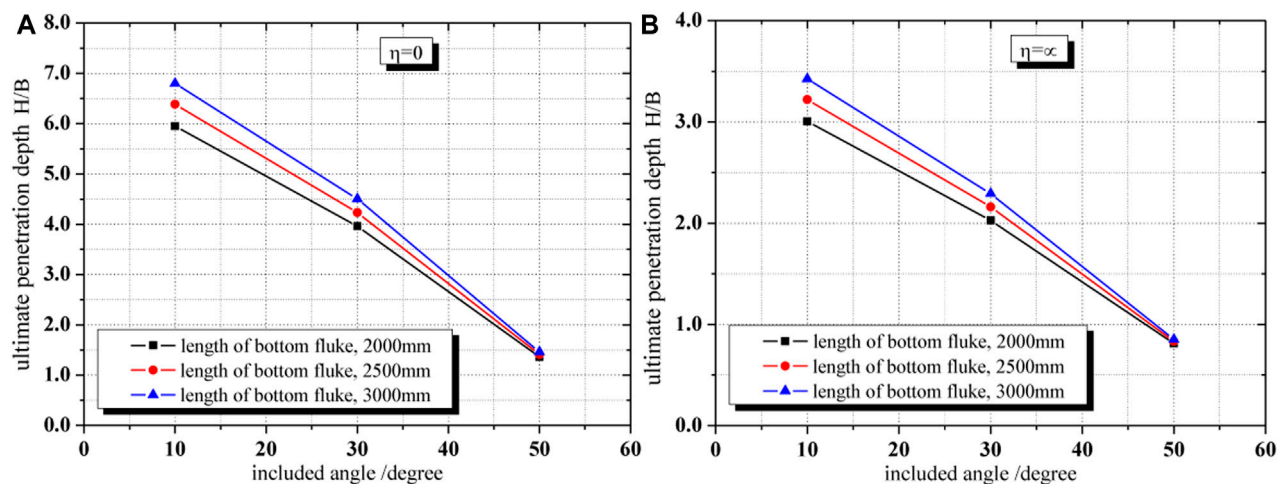 A
8.0
7.0
6.0
5.0
4.0
3.0
2.0
1.0
0.0
ultimate penetration depth H/B
η=0
length of bottom fluke, 2000mm
length of bottom fluke, 2500mm
length of bottom fluke, 3000mm
0 10 20 30 40 50 60
included angle /degree
B
4.0
3.0
2.0
1.0
0.0
ultimate penetration depth H/B
η=∝
length of bottom fluke, 2000mm
length of bottom fluke, 2500mm
length of bottom fluke, 3000mm
0 10 20 30 40 50 60
included angle /degree